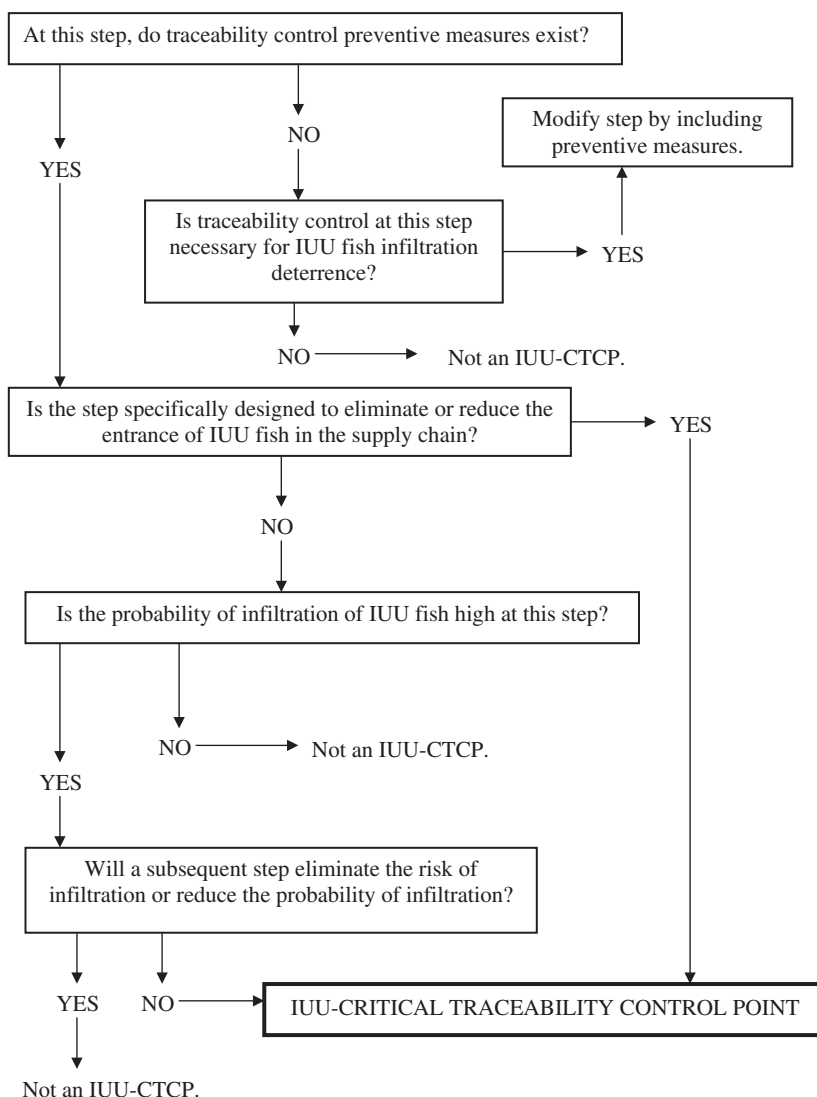 At this step, do traceability control preventive measures exist?
NO
YES
Modify step by including
preventive measures.
Is traceability control at this step
necessary for IUU fish infiltration
deterrence?
YES
NO
Not an IUU-CTCP.
Is the step specifically designed to eliminate or reduce the
entrance of IUU fish in the supply chain?
YES
NO
Is the probability of infiltration of IUU fish high at this step?
NO
Not an IUU-CTCP.
YES
Will a subsequent step eliminate the risk of
infiltration or reduce the probability of infiltration?
YES
NO
IUU-CRITICAL TRACEABILITY CONTROL POINT
Not an IUU-CTCP.